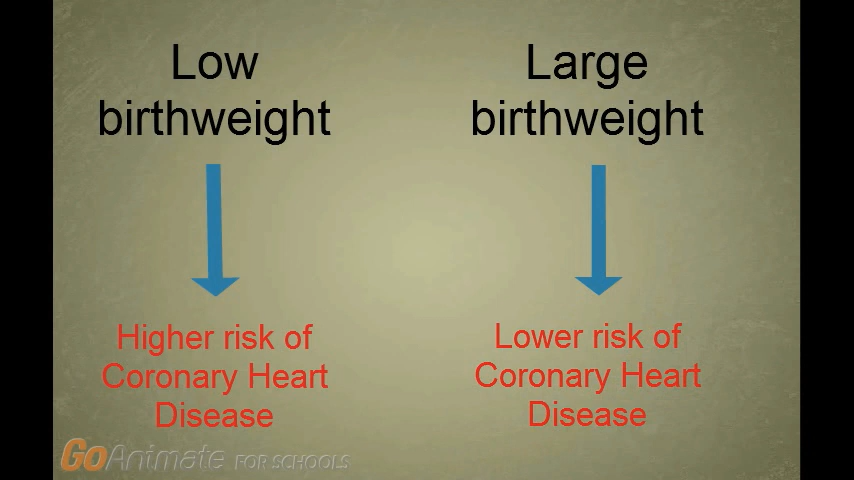 Low
birthweight
Higher risk of
Coronary Heart
Disease
Large
birthweight
Lower risk of
Coronary Heart
Disease
GoAnimate FOR SCHOOLS